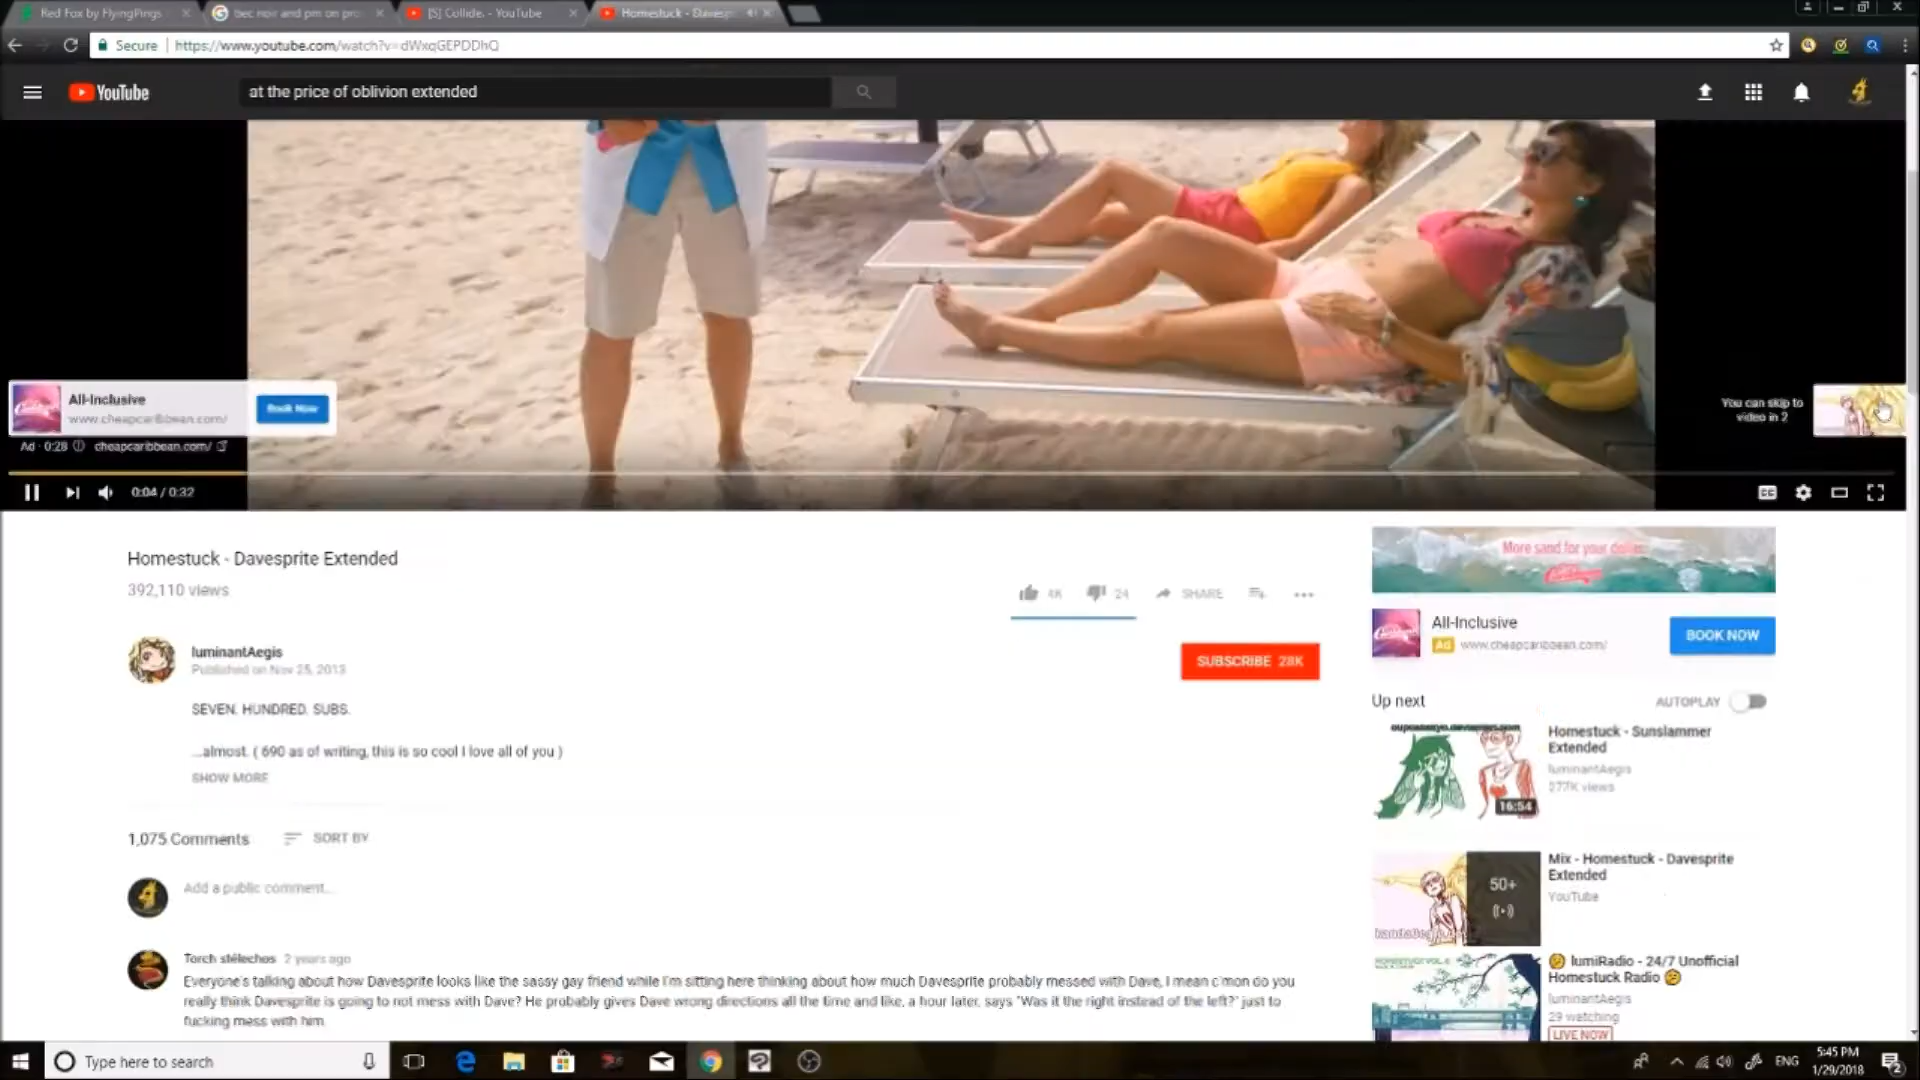 Red Fox by FlyingPings
bec noir and pm on pro
[S] Collide. - YouTube
Homestuck - Davesp
Secure
https://www.youtube.com/watch?v=dWxqGEPDDhQ
YouTube
at the price of oblivion extended
All-Inclusive
www.cheapcaribbean.com/
Book Now
Ad · 0:28
cheapcaribbean.com/
You can skip to
video in 2
0:04 / 0:32
Homestuck - Davesprite Extended
392,110 views
4K
24
SHARE
luminantAegis
Published on Nov 25, 2013
SUBSCRIBE 28K
SEVEN. HUNDRED. SUBS.
...almost. ( 690 as of writing, this is so cool I love all of you )
SHOW MORE
1,075 Comments
SORT BY
Add a public comment...
Torch stélechos 2 years ago
Everyone's talking about how Davesprite looks like the sassy gay friend while I'm sitting here thinking about how much Davesprite probably messed with Dave, I mean c'mon do you
really think Davesprite is going to not mess with Dave? He probably gives Dave wrong directions all the time and like, a hour later, says "Was it the right instead of the left?" just to
fucking mess with him.
More sand for your dollar.
All-Inclusive
Ad www.cheapcaribbean.com/
BOOK NOW
Up next
AUTOPLAY
Homestuck - Sunslammer
Extended
luminantAegis
277K views
16:54
Mix - Homestuck - Davesprite
Extended
YouTube
50+
lumiRadio - 24/7 Unofficial
Homestuck Radio
luminantAegis
29 watching
LIVE NOW
Type here to search
ENG
5:45 PM
1/29/2018
2